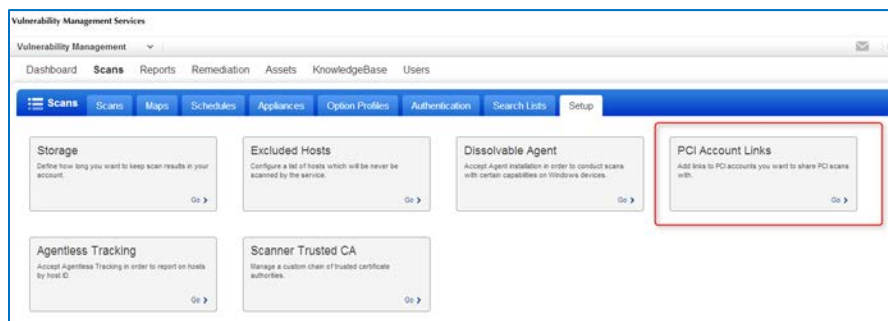 Vulnerability Management Services
Vulnerability Management
Dashboard Scans Reports Remediation Assets KnowledgeBase Users
Scans Scans Maps Schedules Appliances Option Profiles Authentication Search Lists Setup
Storage
Define how long you want to keep scan results in your
account.
Go
Excluded Hosts
Configure a list of hosts which will be never be
scanned by the service.
Go
Dissolvable Agent
Accept Agent installation in order to conduct scans
with certain capabilities on Windows devices.
Go
PCI Account Links
Add links to PCI accounts you want to share PCI scans
with.
Go
Agentless Tracking
Accept Agentless Tracking in order to report on hosts
by host ID.
Go
Scanner Trusted CA
Manage a custom chain of trusted certificate
authorities.
Go